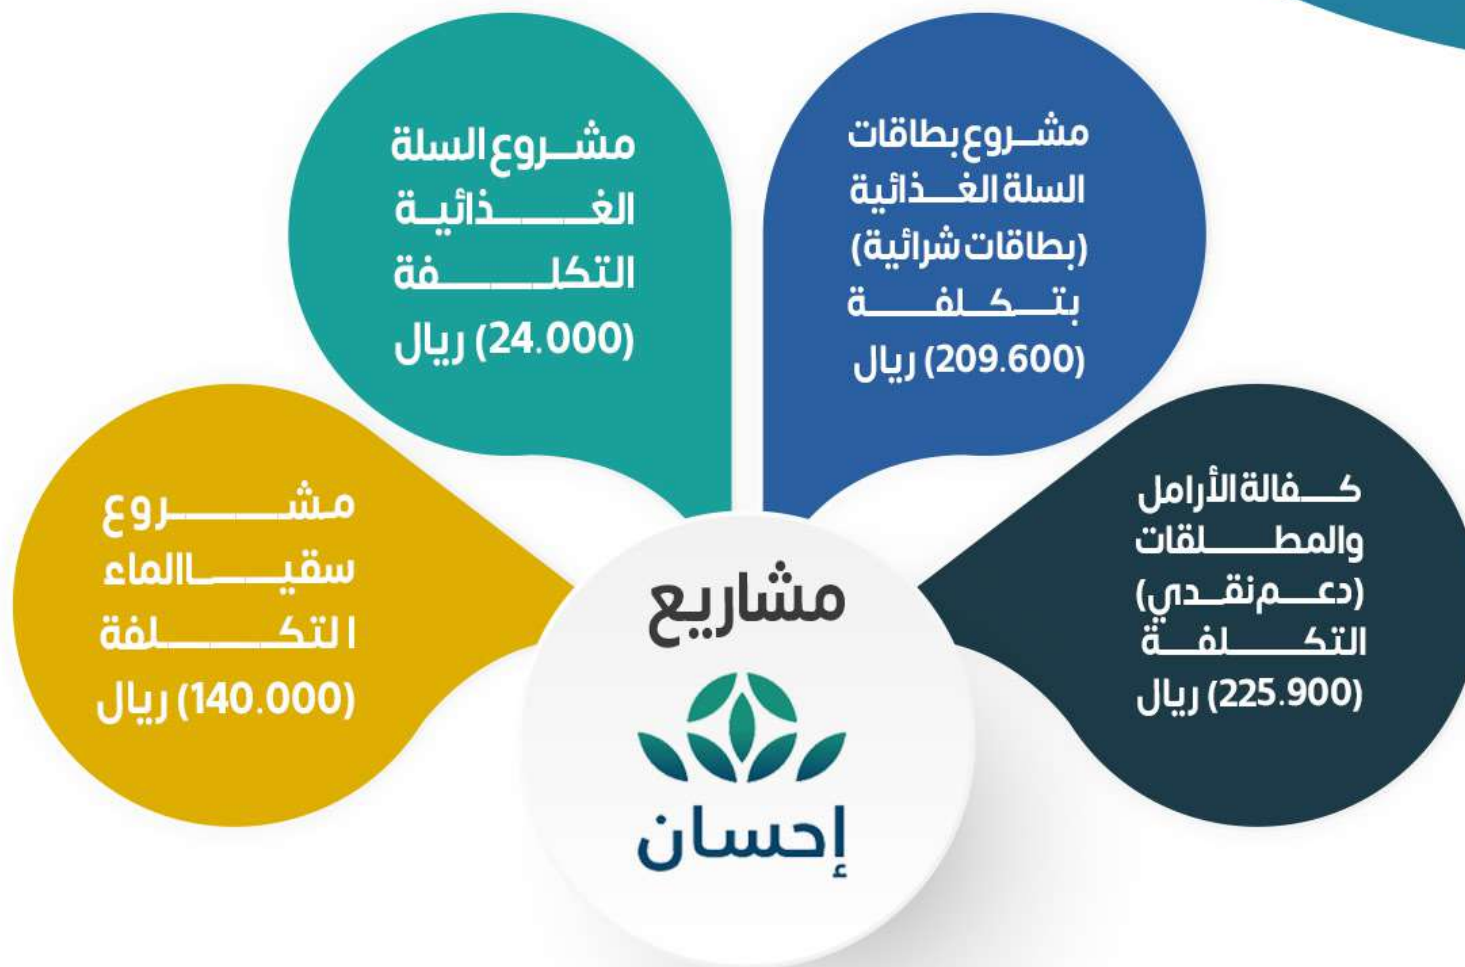 مشروع بطاقات
السلة الغذائية
(بطاقات شرائية)
بتكلفة
(209.600) ريال
مشروع السلة
الغذائية
التكلفة
(24.000) ريال
كفالة الأرامل
والمطلقات
(دعم نقدي)
التكلفة
(225.900) ريال
مشروع
سقيا الماء
التكلفة
(140.000) ريال
مشاريع
إحسان